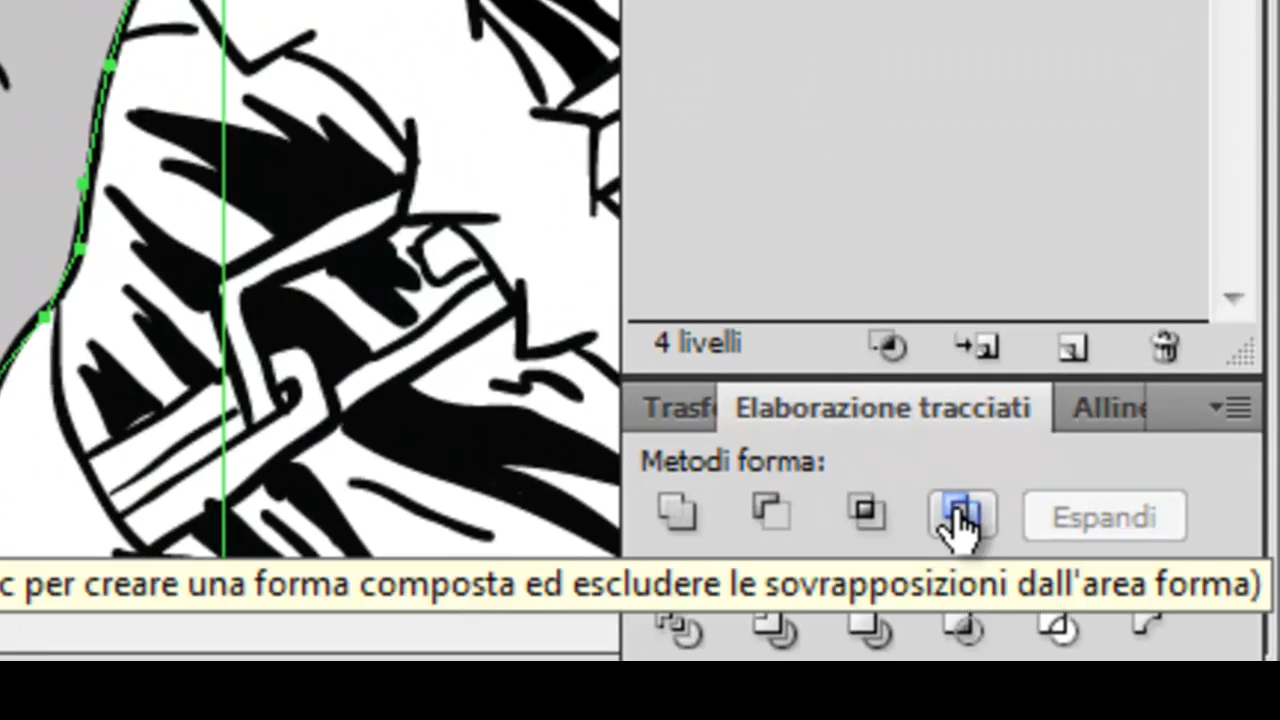 4 livelli
Elaborazione tracciati
Metodi forma:
Espandi
per creare una forma composta ed escludere le sovrapposizioni dall'area forma)